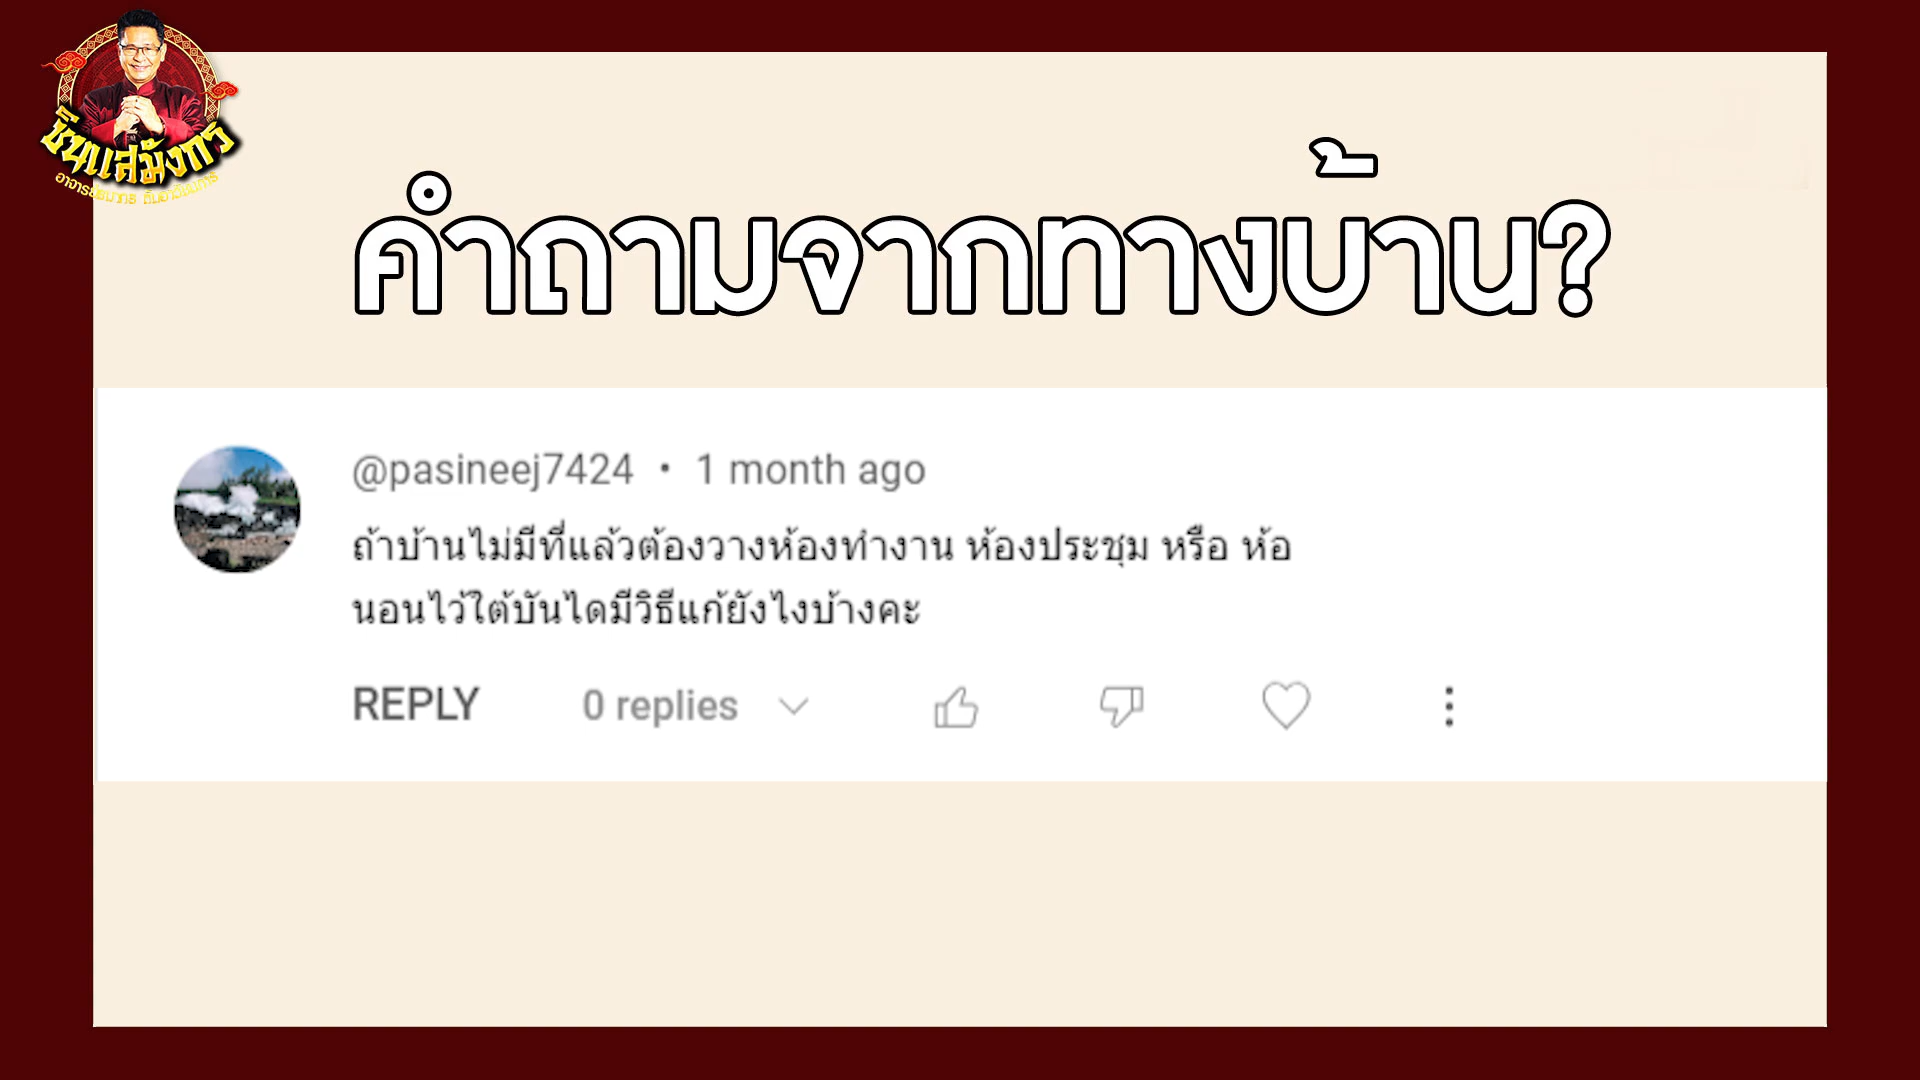 ซินแสมังกร
คำถามจากทางบ้าน?
@pasineej7424 • 1 month ago
ถ้าบ้านไม่มีที่แล้วต้องวางห้องทำงาน ห้องประชุม หรือ ห้อ
นอนไว้ใต้บันไดมีวิธีแก้ยังไงบ้างคะ
REPLY 0 replies